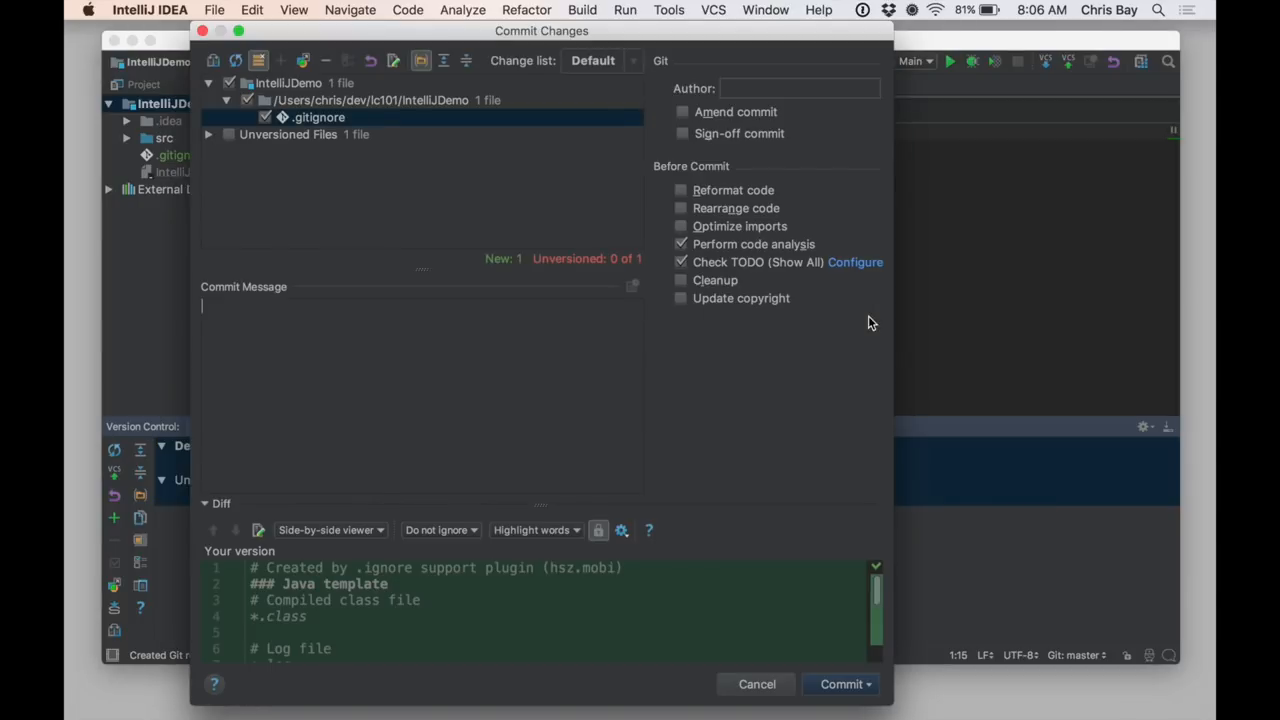 IntelliJ IDEA File Edit View Navigate Code Analyze Refactor Build Run Tools VCS Window Help 81% 8:06 AM Chris Bay
Commit Changes
IntelliJDemo
Main
Change list: Default
Git
Project
IntelliJDemo 1 file
Author:
IntelliJDe
/Users/chris/dev/lc101/IntelliJDemo 1 file
Amend commit
.idea
.gitignore
Sign-off commit
src
Unversioned Files 1 file
.gitign
Before Commit
IntelliJ
External L
Reformat code
Rearrange code
Optimize imports
Perform code analysis
New: 1 Unversioned: 0 of 1
Check TODO (Show All) Configure
Cleanup
Commit Message
Update copyright
Version Control:
De
Un
Diff
Side-by-side viewer Do not ignore Highlight words ?
Your version
1 # Created by .ignore support plugin (hsz.mobi)
2 ### Java template
3 # Compiled class file
4 *.class
5
6 # Log file
?
VCS
Created Git re
1:15 LF UTF-8 Git: master
? Cancel Commit